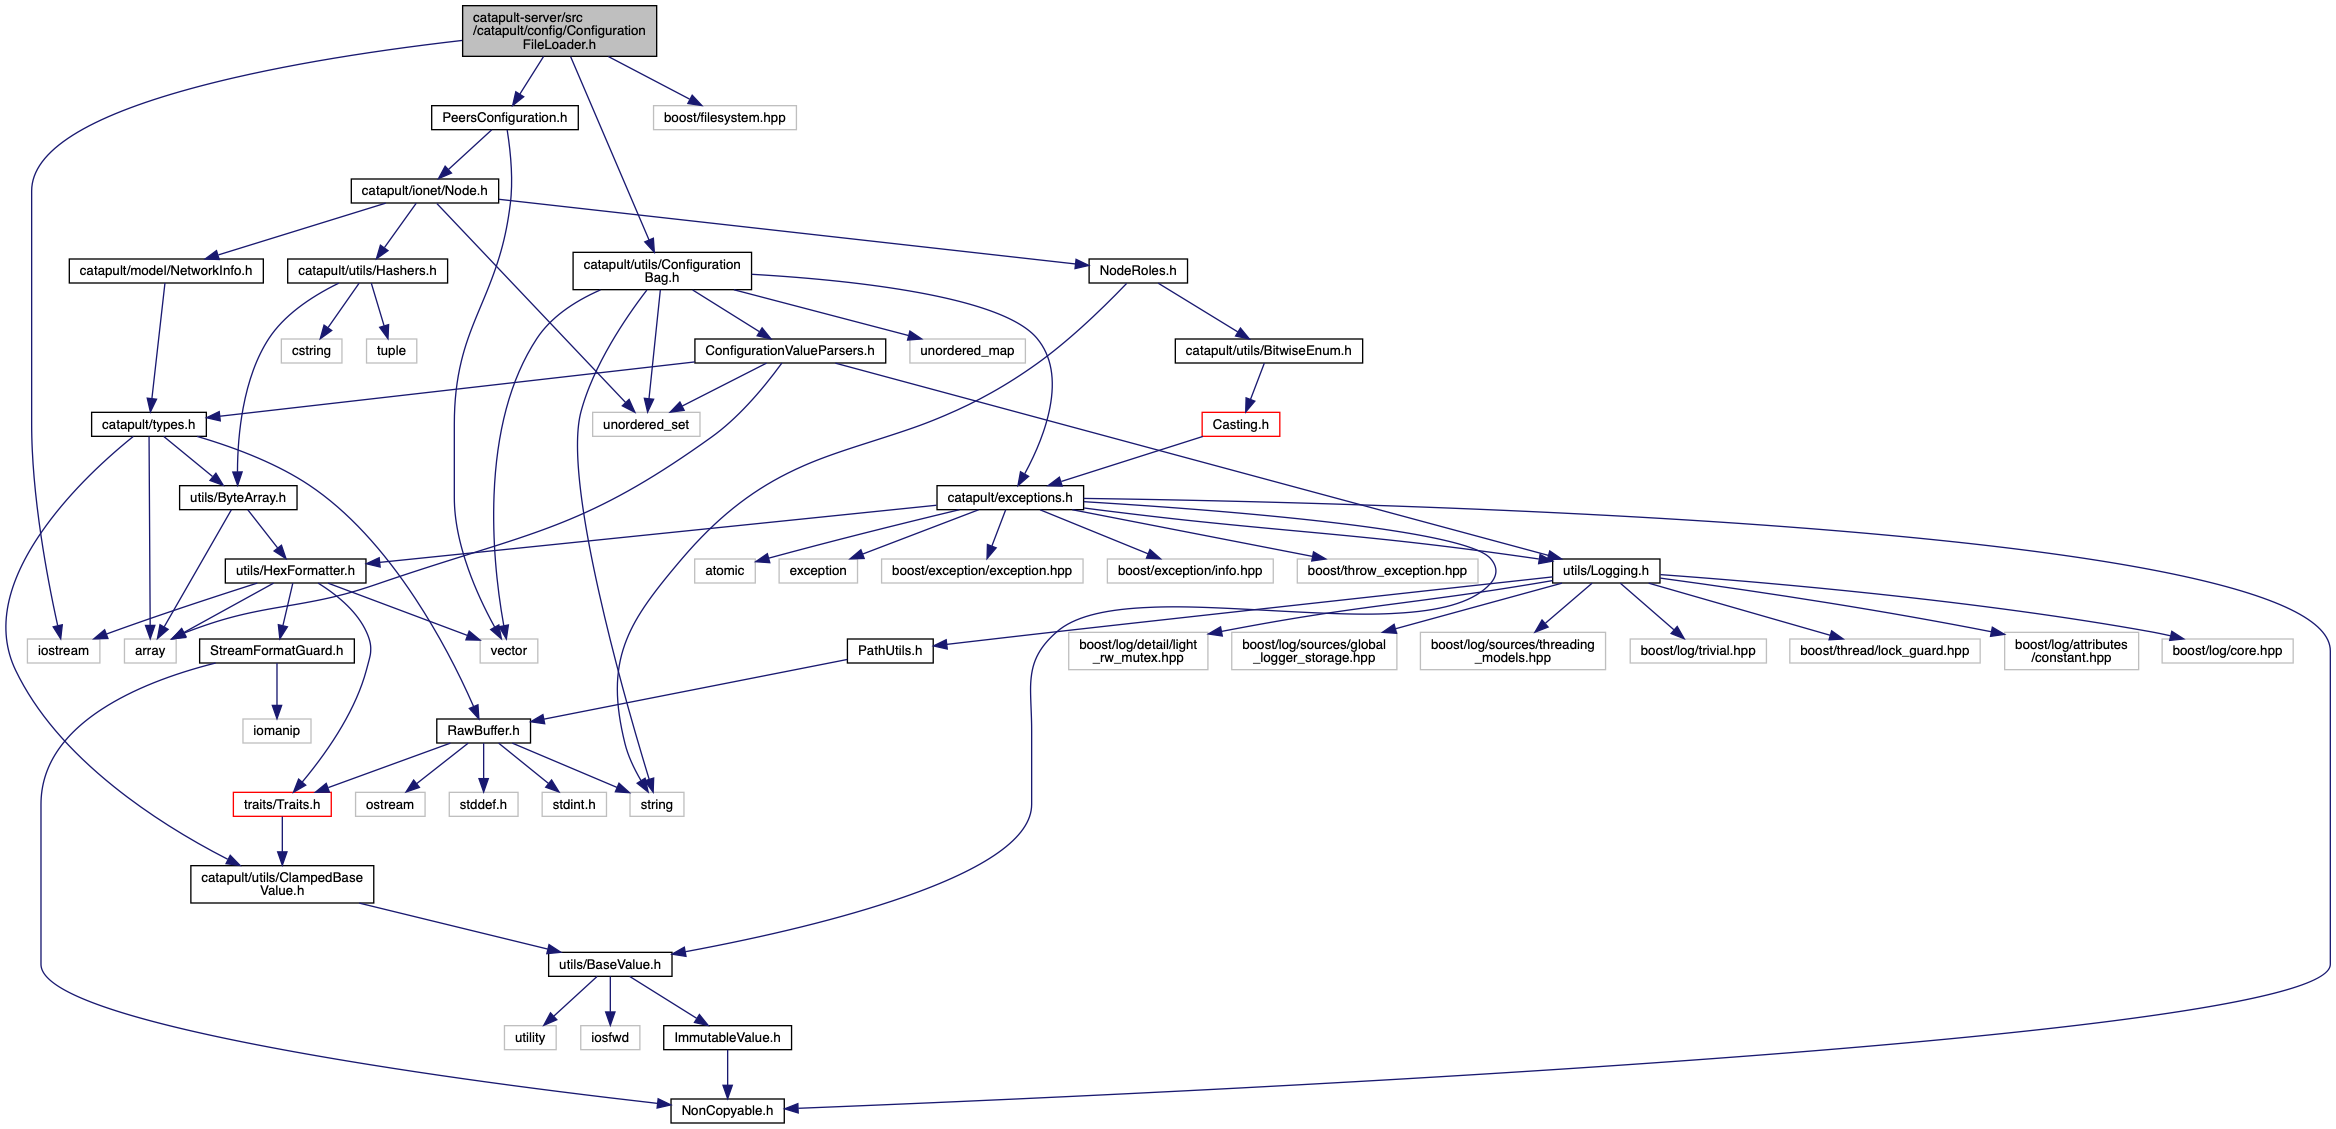 catapult-server/src
/catapult/config/Configuration
FileLoader.h
PeersConfiguration.h
boost/filesystem.hpp
catapult/ionet/Node.h
catapult/model/NetworkInfo.h
catapult/utils/Hashers.h
catapult/utils/Configuration
Bag.h
NodeRoles.h
cstring
tuple
ConfigurationValueParsers.h
unordered_map
catapult/utils/BitwiseEnum.h
catapult/types.h
unordered_set
Casting.h
utils/ByteArray.h
catapult/exceptions.h
utils/HexFormatter.h
atomic
exception
boost/exception/exception.hpp
boost/exception/info.hpp
boost/throw_exception.hpp
utils/Logging.h
iostream
array
StreamFormatGuard.h
vector
PathUtils.h
boost/log/detail/light
_rw_mutex.hpp
boost/log/sources/global
_logger_storage.hpp
boost/log/sources/threading
_models.hpp
boost/log/trivial.hpp
boost/thread/lock_guard.hpp
boost/log/attributes
/constant.hpp
boost/log/core.hpp
iomanip
RawBuffer.h
traits/Traits.h
ostream
stddef.h
stdint.h
string
catapult/utils/ClampedBase
Value.h
utils/BaseValue.h
utility
iosfwd
ImmutableValue.h
NonCopyable.h